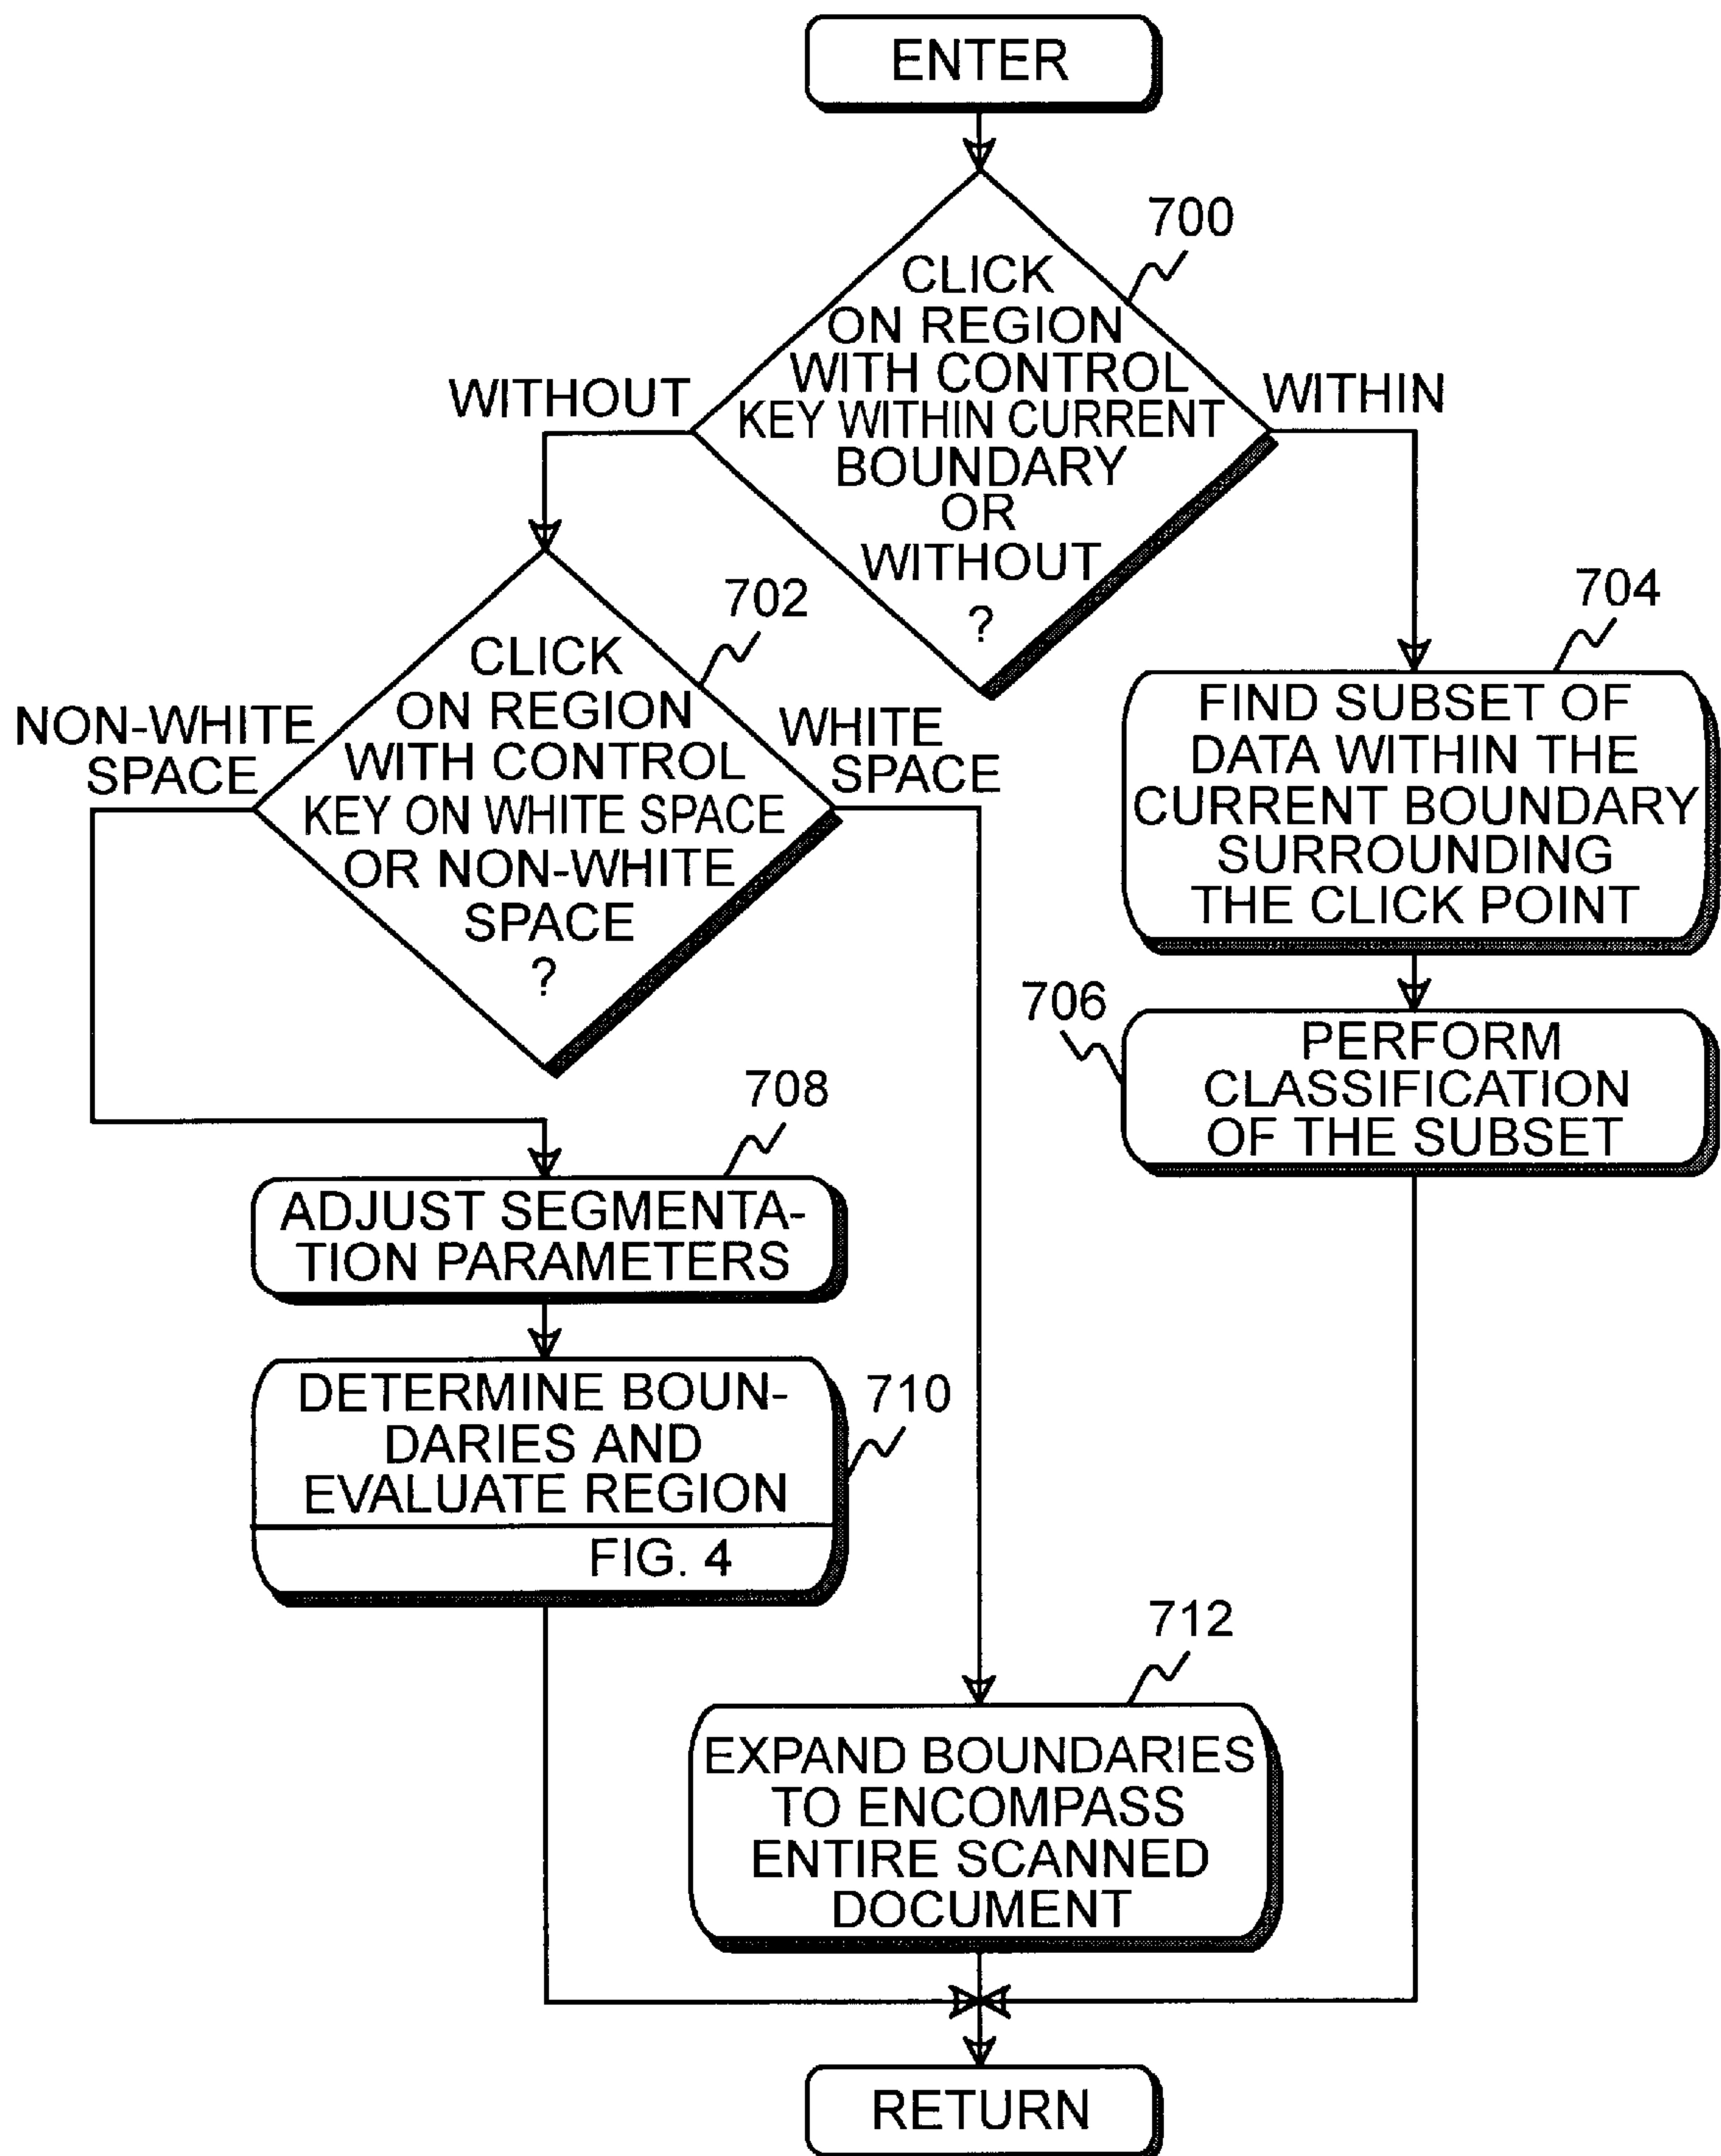 ENTER
700
CLICK
ON REGION
WITH CONTROL
KEY WITHIN CURRENT
BOUNDARY
OR
WITHOUT
?
WITHOUT
WITHIN
702
CLICK
ON REGION
WITH CONTROL
KEY ON WHITE SPACE
OR NON-WHITE
SPACE
?
NON-WHITE
SPACE
WHITE
SPACE
704
FIND SUBSET OF
DATA WITHIN THE
CURRENT BOUNDARY
SURROUNDING
THE CLICK POINT
706
PERFORM
CLASSIFICATION
OF THE SUBSET
708
ADJUST SEGMENTA-
TION PARAMETERS
710
DETERMINE BOUN-
DARIES AND
EVALUATE REGION
FIG. 4
712
EXPAND BOUNDARIES
TO ENCOMPASS
ENTIRE SCANNED
DOCUMENT
RETURN